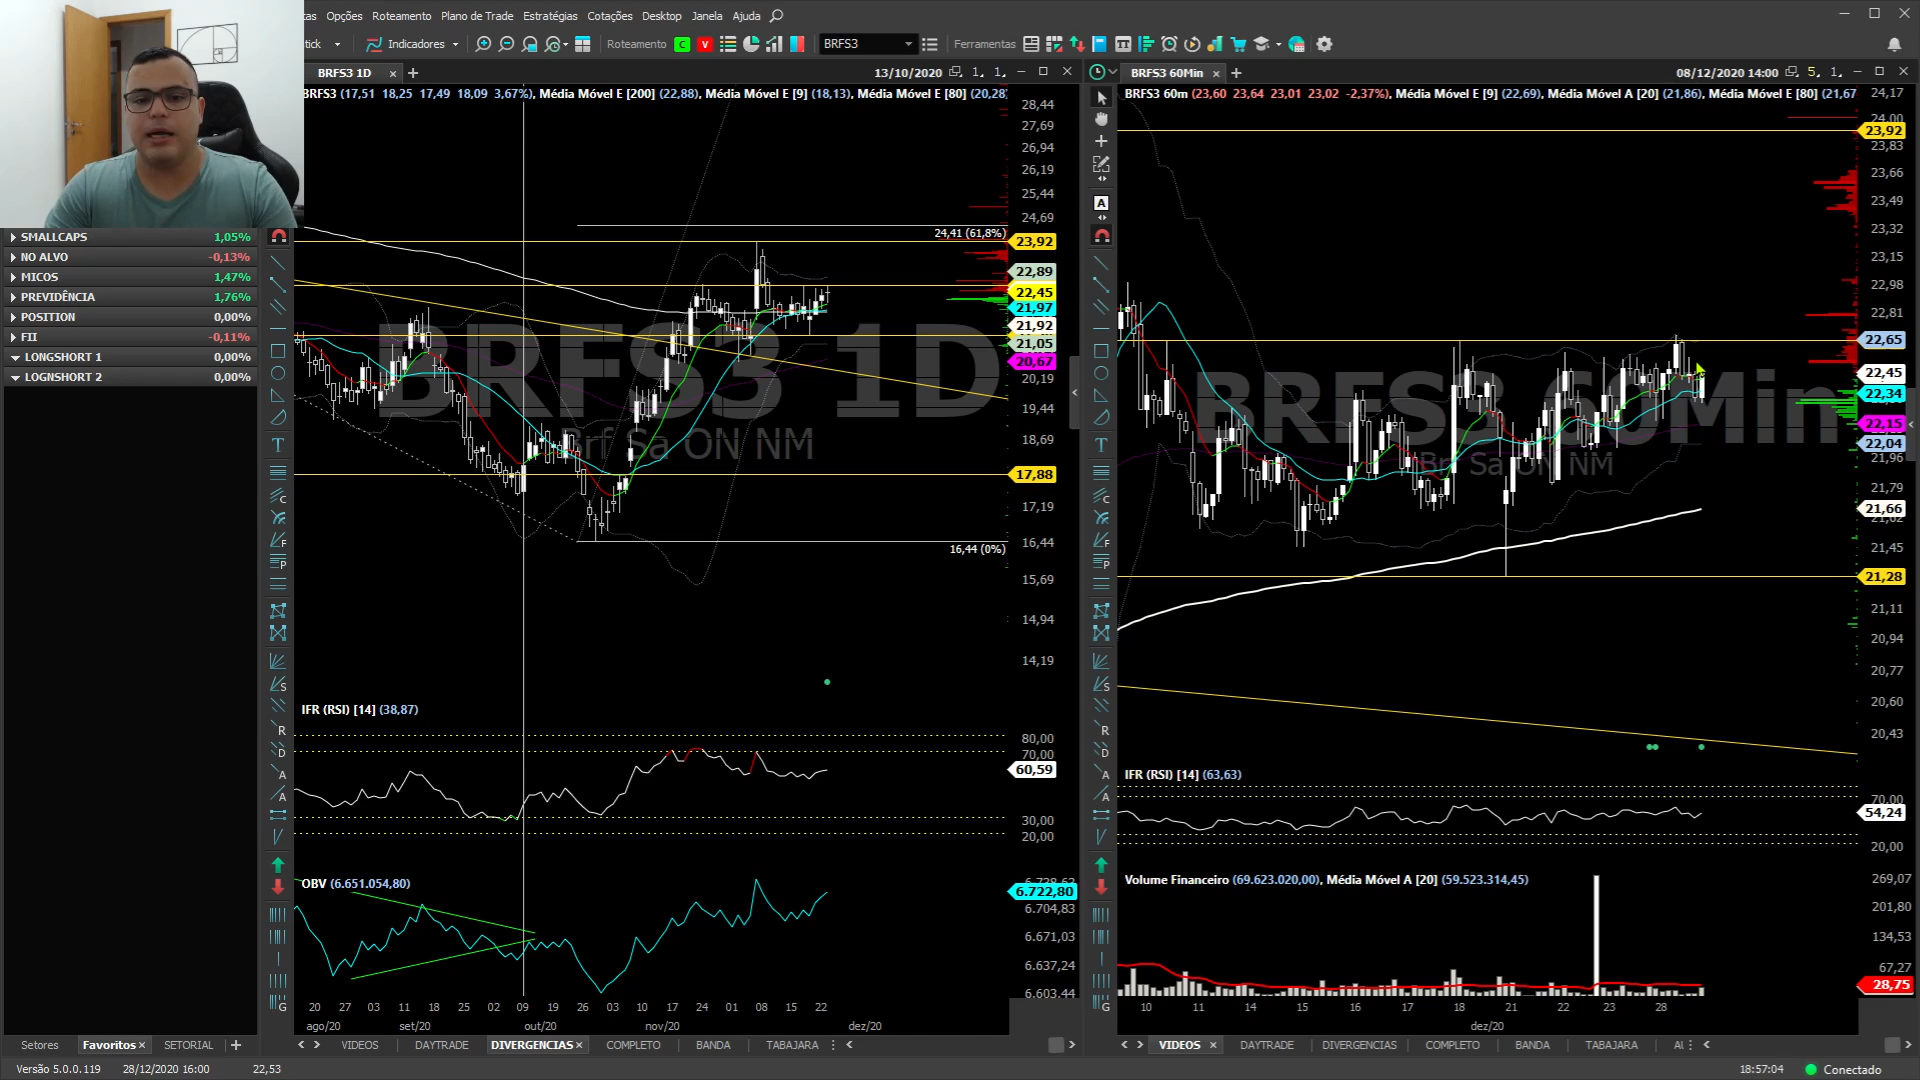 tas Opções Roteamento Plano de Trade Estratégias Cotações Desktop Janela Ajuda
tick Indicadores Roteamento C V BRFS3 Ferramentas
BRFS3 1D 13/10/2020 1. 1.
BRFS3 (17,51 18,25 17,49 18,09 3,67%), Média Móvel E [200] (22,88), Média Móvel E [9] (18,13), Média Móvel E [80] (20,28
28,44
27,69
26,94
26,19
25,44
24,69
24,41 (61,8%)
23,92
22,89
22,45
21,97
21,92
21,05
20,67
20,19
19,44
18,69
17,88
17,19
16,44
16,44 (0%)
15,69
14,94
14,19
BRFS3 1D
Brf Sa ON NM
IFR (RSI) [14] (38,87)
80,00
70,00
60,59
30,00
20,00
OBV (6.651.054,80)
6.722,80
6.704,83
6.671,03
6.637,24
6.603,44
20 27 03 11 18 25 02 09 19 26 03 10 17 24 01 08 15 22
ago/20 set/20 out/20 nov/20 dez/20
VIDEOS DAYTRADE DIVERGENCIAS COMPLETO BANDA TABAJARA
BRFS3 60Min 08/12/2020 14:00 5. 1.
BRFS3 60m (23,60 23,64 23,01 23,02 -2,37%), Média Móvel E [9] (22,69), Média Móvel A [20] (21,86), Média Móvel E [80] (21,67
24,17
24,00
23,92
23,83
23,66
23,49
23,32
23,15
22,98
22,81
22,65
22,45
22,34
22,15
22,04
21,96
21,79
21,66
21,62
21,45
21,28
21,11
20,94
20,77
20,60
20,43
BRFS3 60Min
Brf Sa ON NM
IFR (RSI) [14] (63,63)
70,00
54,24
20,00
Volume Financeiro (69.623.020,00), Média Móvel A [20] (59.523.314,45)
269,07
201,80
134,53
67,27
28,75
10 11 14 15 16 17 18 21 22 23 28
dez/20
VIDEOS DAYTRADE DIVERGENCIAS COMPLETO BANDA TABAJARA
SMALLCAPS 1,05%
NO ALVO -0,13%
MICOS 1,47%
PREVIDÊNCIA 1,76%
POSITION 0,00%
FII -0,11%
LONGSHORT 1 0,00%
LOGNSHORT 2 0,00%
Setores Favoritos SETORIAL
Versão 5.0.0.119 28/12/2020 16:00 22,53 18:57:04 Conectado